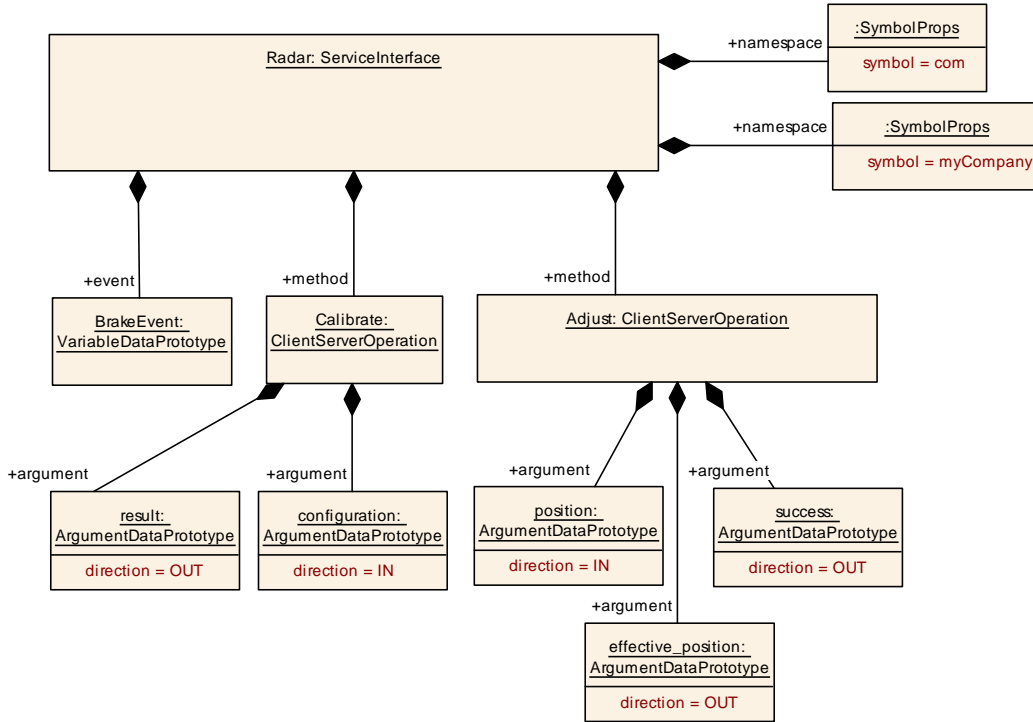 :SymbolProps
+namespace
symbol = com
Radar: ServiceInterface
:SymbolProps
+namespace
symbol = myCompany
+event
+method
+method
BrakeEvent:
VariableDataPrototype
Calibrate:
ClientServerOperation
Adjust: ClientServerOperation
+argument
+argument
+argument
+argument
result:
ArgumentDataPrototype
direction = OUT
configuration:
ArgumentDataPrototype
direction = IN
position:
ArgumentDataPrototype
direction = IN
success:
ArgumentDataPrototype
direction = OUT
+argument
effective_position:
ArgumentDataPrototype
direction = OUT